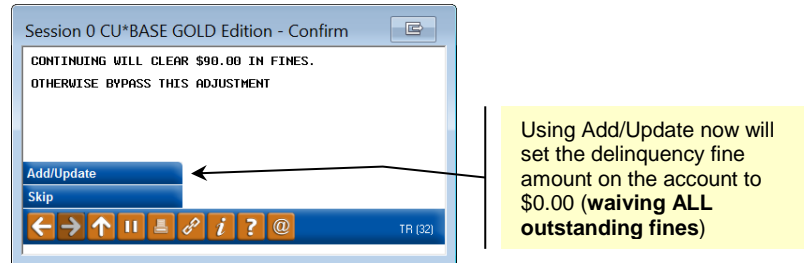 Session 0 CU*BASE GOLD Edition - Confirm
CONTINUING WILL CLEAR $90.00 IN FINES.
OTHERWISE BYPASS THIS ADJUSTMENT
Add/Update
Skip
i ? @
TR (32)
Using Add/Update now will
set the delinquency fine
amount on the account to
$0.00 (waiving ALL
outstanding fines)